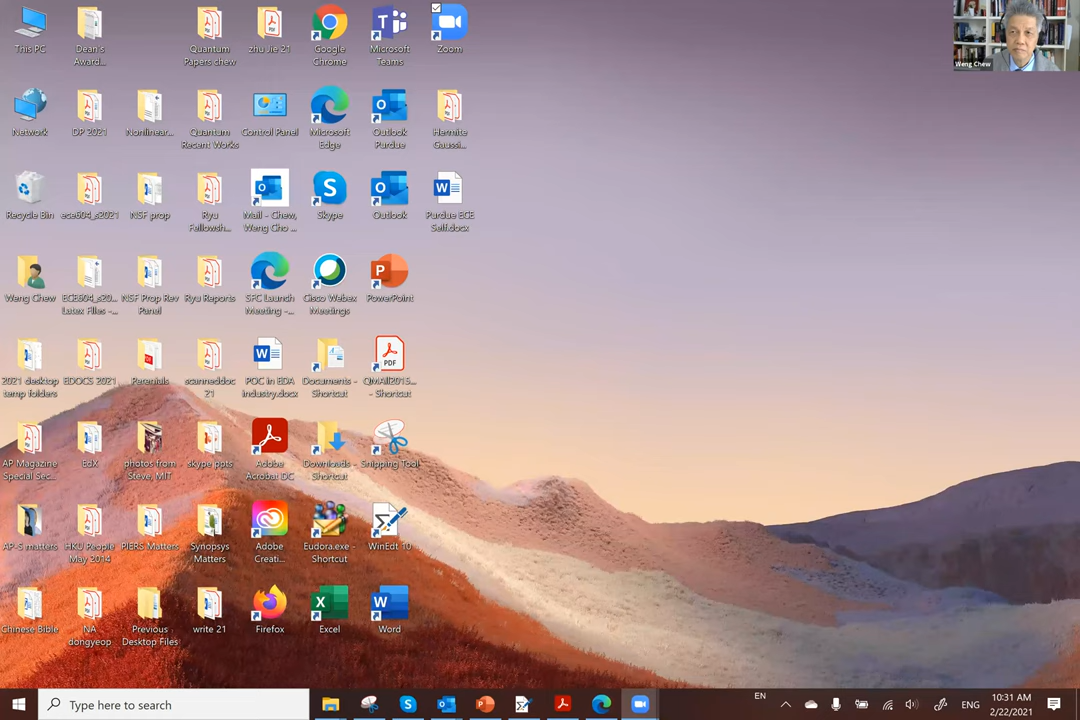 This PC
Dean's
Award...
Quantum
Papers chew
zhu Jie 21
Google
Chrome
Microsoft
Teams
Zoom
Weng Chew
Network
DP 2021
Nonlinear...
Quantum
Recent Works
Control Panel
Microsoft
Edge
Outlook
Purdue
Hermite
Gaussi...
Recycle Bin
ece604_s2021
NSF prop
Ryu
Fellowsh...
Mail - Chew,
Weng Cho ...
Skype
Outlook
Purdue ECE
Self.docx
Weng Chew
ECE604_s20...
Latex Files -...
NSF Prop Rev
Panel
Ryu Reports
SFC Launch
Meeting -...
Cisco Webex
Meetings
PowerPoint
2021 desktop
temp folders
EDOCS 2021
Perenials
scanneddoc
21
POC in EDA
industry.docx
Documents -
Shortcut
PDF
QMAll2015...
- Shortcut
AP Magazine
Special Sec...
EdX
photos from
Steve, MIT
skype ppts
Adobe
Acrobat DC
Downloads -
Shortcut
Snipping Tool
AP-S matters
HKU People
May 2014
PIERS Matters
Synopsys
Matters
Adobe
Creati...
Eudora.exe -
Shortcut
WinEdt 10
Chinese Bible
NA
dongyeop
Previous
Desktop Files
write 21
Firefox
Excel
Word
Type here to search
EN
ENG
10:31 AM
2/22/2021